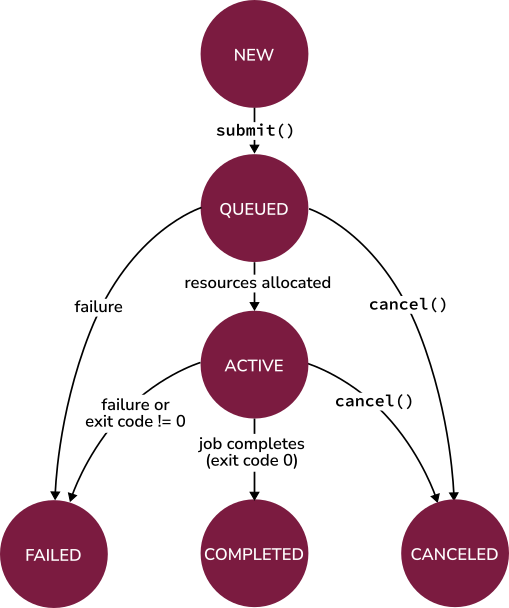 NEW
submit()
QUEUED
resources allocated
failure
cancel()
ACTIVE
failure or
exit code != 0
cancel()
job completes
(exit code 0)
FAILED
COMPLETED
CANCELED